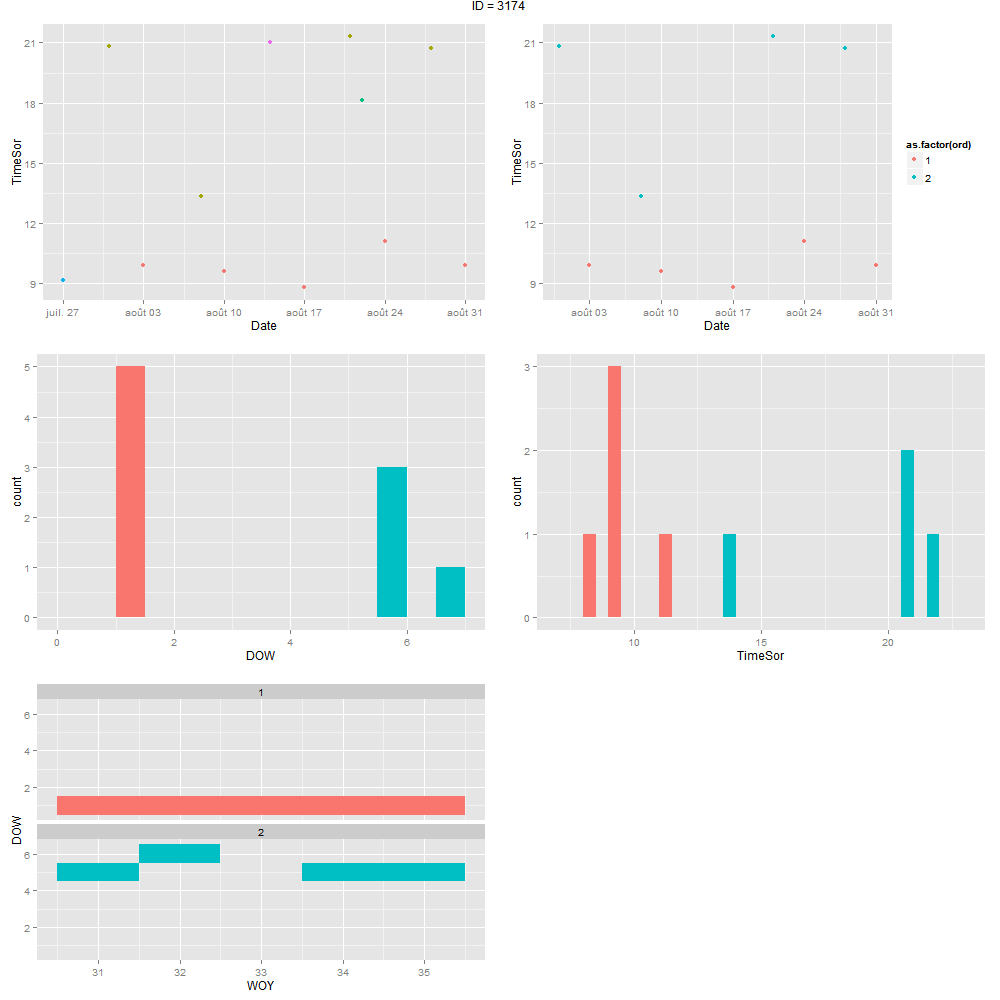 ID = 3174
TimeSor
21
18
15
12
9
juil. 27
août 03
août 10
août 17
août 24
août 31
Date
TimeSor
21
18
15
12
9
août 03
août 10
août 17
août 24
août 31
Date
as.factor(ord)
1
2
count
5
4
3
2
1
0
0
2
4
6
DOW
count
3
2
1
0
10
15
20
TimeSor
DOW
1
6
4
2
2
6
4
2
31
32
33
34
35
WOY